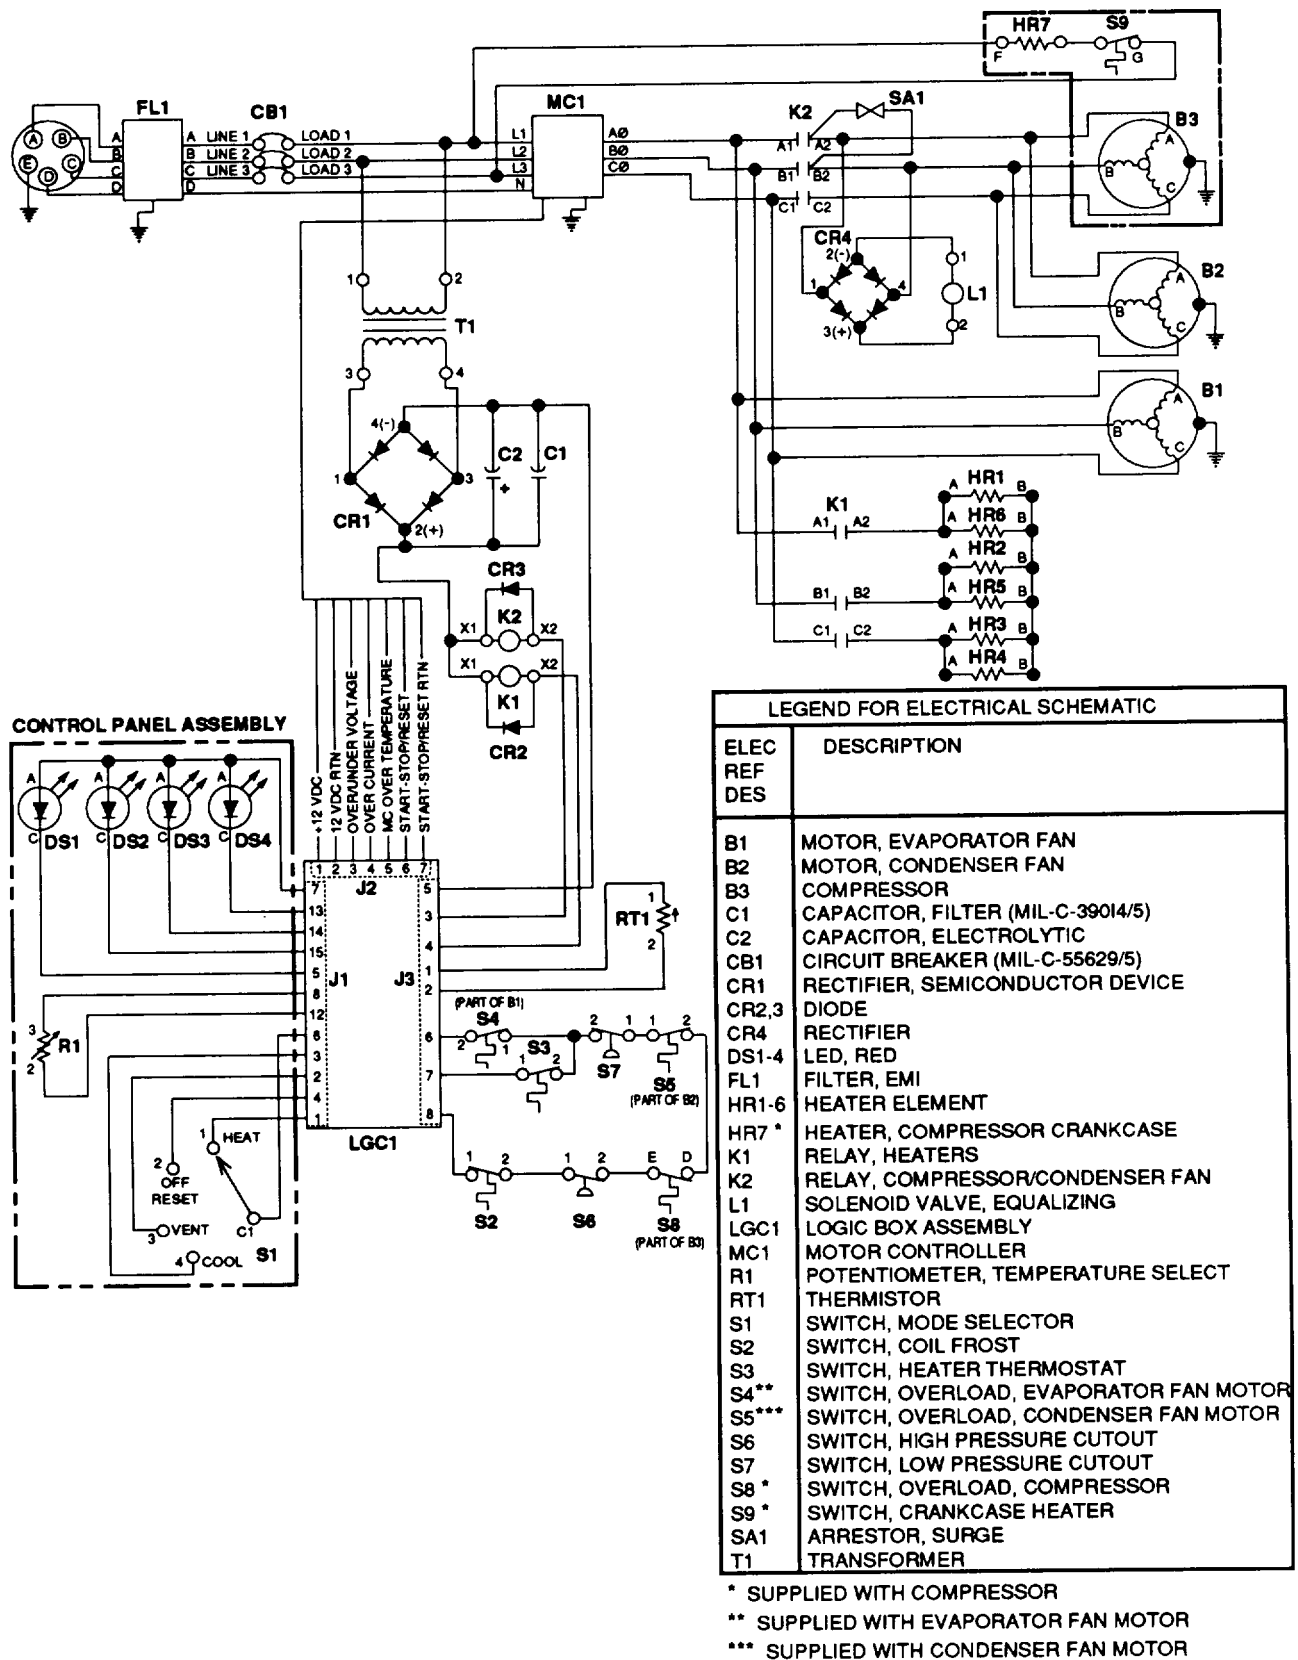 HR7 S9
F G
FL1 CB1 MC1 K2 SA1 B3
A B E C D
A A LINE 1 LOAD 1 L1 AØ A1 A2 A
B B LINE 2 LOAD 2 L2 BØ B1 B2 B
C C LINE 3 LOAD 3 L3 CØ C1 C2 C
D D N
CR4
2(-)
1 4
3(+)
1
L1
2
B2
A
B
C
1 2
T1
3 4
B1
A
B
C
4(-)
C2 C1
1 3
+
CR1
2(+)
K1
A1 A2
B1 B2
C1 C2
A HR1 B
A HR6 B
A HR2 B
A HR5 B
A HR3 B
A HR4 B
CR3
K2
X1 X2
X1 X2
K1
CR2
+12 VDC
12 VDC RTN
OVER/UNDER VOLTAGE
OVER CURRENT
MC OVER TEMPERATURE
START-STOP/RESET
START-STOP/RESET RTN
CONTROL PANEL ASSEMBLY
A A A A
C DS1 C DS2 C DS3 C DS4
1 2 3 4 5 6 7
J2
7
13
14
15
5
8
12
6
3
2
4
1
J1
J3
5
3
4
1
2
6
7
8
LGC1
RT1
1
2
3
R1
2
(PART OF B1)
S4
2 1
S3
1 2
2 1
S7
1 2
S5
(PART OF B2)
1 2
S2
1 2
S6
E D
S8
(PART OF B3)
1 HEAT
2
OFF
RESET
3 VENT
4 COOL
C1
S1
LEGEND FOR ELECTRICAL SCHEMATIC
ELEC
REF
DES
DESCRIPTION
B1 MOTOR, EVAPORATOR FAN
B2 MOTOR, CONDENSER FAN
B3 COMPRESSOR
C1 CAPACITOR, FILTER (MIL-C-39014/5)
C2 CAPACITOR, ELECTROLYTIC
CB1 CIRCUIT BREAKER (MIL-C-55629/5)
CR1 RECTIFIER, SEMICONDUCTOR DEVICE
CR2,3 DIODE
CR4 RECTIFIER
DS1-4 LED, RED
FL1 FILTER, EMI
HR1-6 HEATER ELEMENT
HR7 * HEATER, COMPRESSOR CRANKCASE
K1 RELAY, HEATERS
K2 RELAY, COMPRESSOR/CONDENSER FAN
L1 SOLENOID VALVE, EQUALIZING
LGC1 LOGIC BOX ASSEMBLY
MC1 MOTOR CONTROLLER
R1 POTENTIOMETER, TEMPERATURE SELECT
RT1 THERMISTOR
S1 SWITCH, MODE SELECTOR
S2 SWITCH, COIL FROST
S3 SWITCH, HEATER THERMOSTAT
S4** SWITCH, OVERLOAD, EVAPORATOR FAN MOTOR
S5*** SWITCH, OVERLOAD, CONDENSER FAN MOTOR
S6 SWITCH, HIGH PRESSURE CUTOUT
S7 SWITCH, LOW PRESSURE CUTOUT
S8 * SWITCH, OVERLOAD, COMPRESSOR
S9 * SWITCH, CRANKCASE HEATER
SA1 ARRESTOR, SURGE
T1 TRANSFORMER
* SUPPLIED WITH COMPRESSOR
** SUPPLIED WITH EVAPORATOR FAN MOTOR
*** SUPPLIED WITH CONDENSER FAN MOTOR